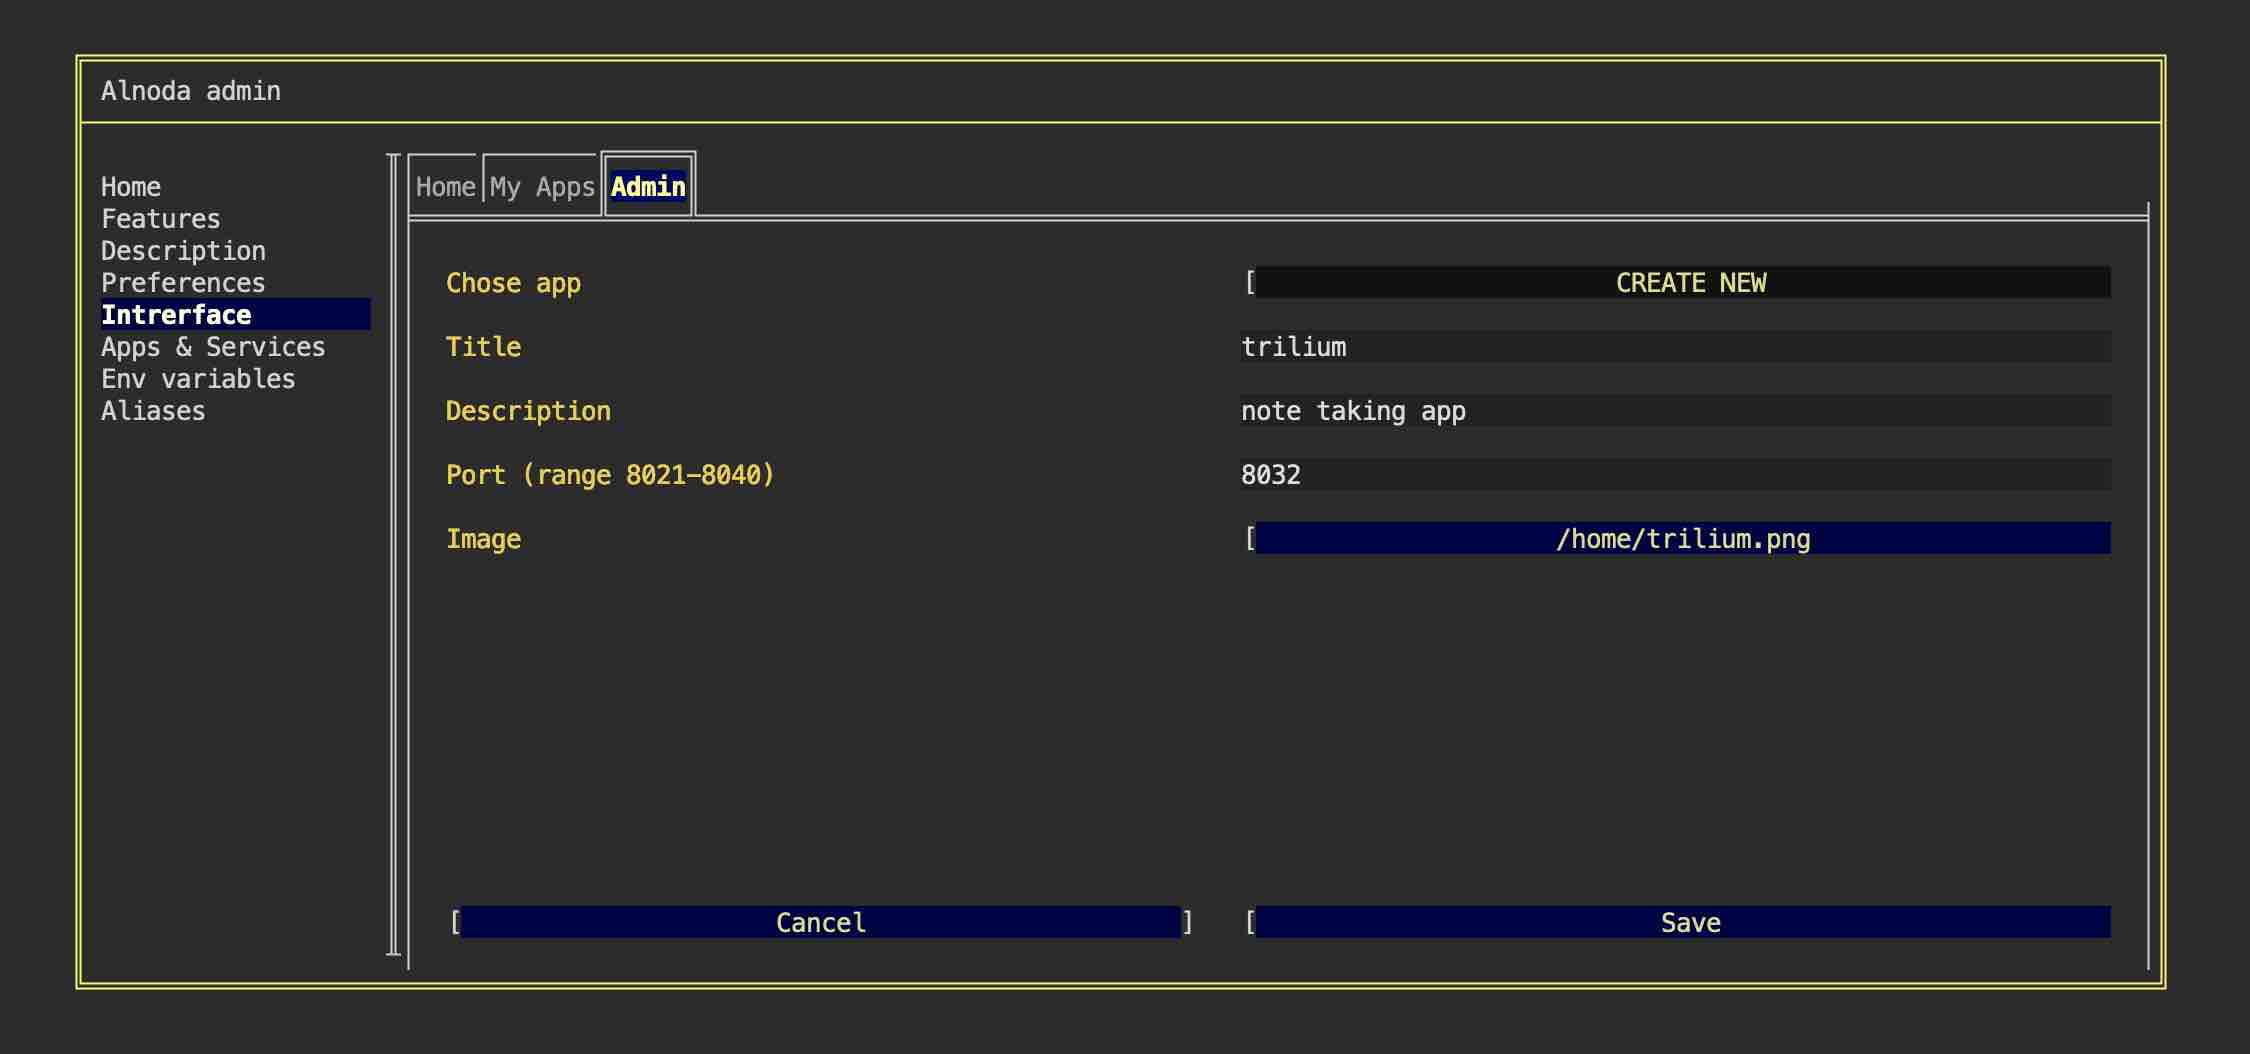 Alnoda admin
Home
Features
Description
Preferences
Intrerface
Apps & Services
Env variables
Aliases
Home My Apps Admin
Chose app [ CREATE NEW
Title trilium
Description note taking app
Port (range 8021-8040) 8032
Image [ /home/trilium.png
[ Cancel ] [ Save